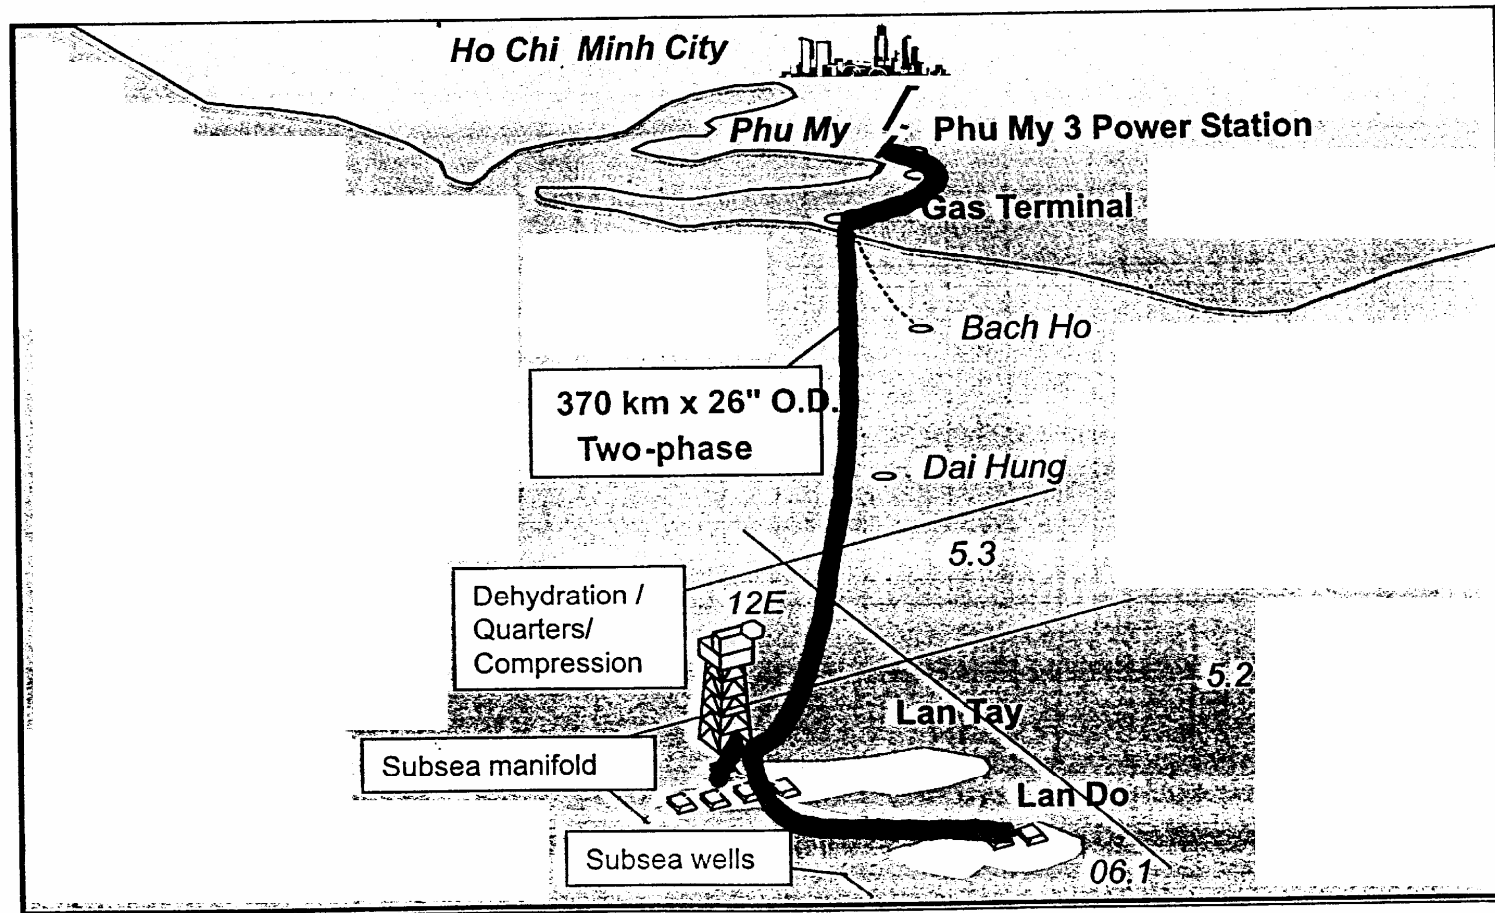 Ho Chi Minh City
Phu My
Phu My 3 Power Station
Gas Terminal
Bach Ho
370 km x 26" O.D.
Two-phase
Dai Hung
5.3
Dehydration /
Quarters/
Compression
12E
5.2
Lan Tay
Subsea manifold
Lan Do
Subsea wells
06.1